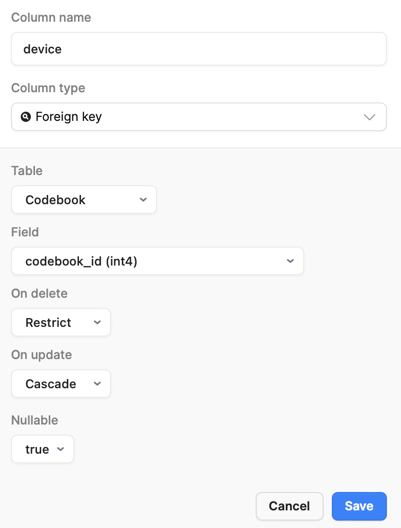 Column name
device
Column type
Foreign key
Table
Codebook
Field
codebook_id (int4)
On delete
Restrict
On update
Cascade
Nullable
true
Cancel Save